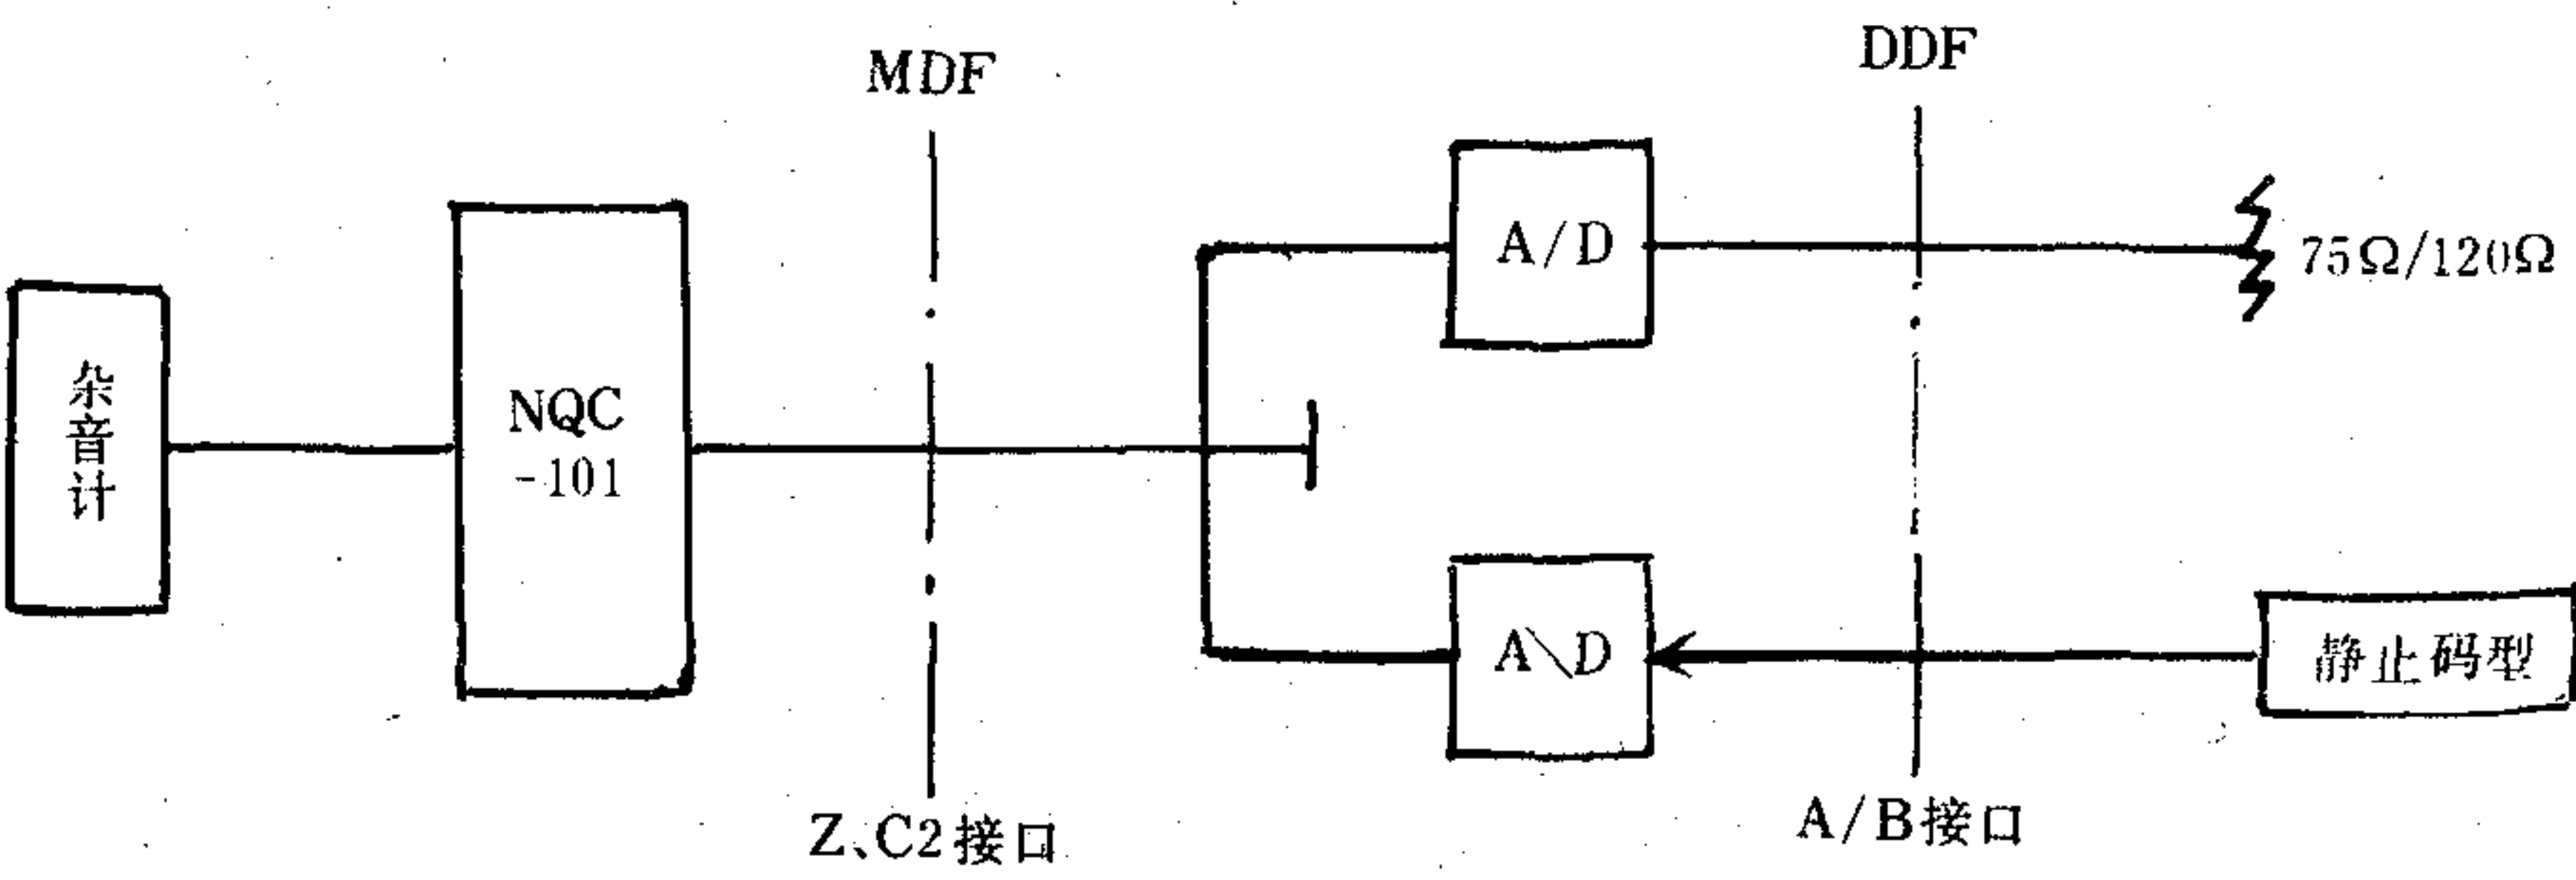 MDF
DDF
A/D
75Ω/120Ω
杂音计
NQC
-101
A\D
静止码型
Z、C2接口
A/B接口